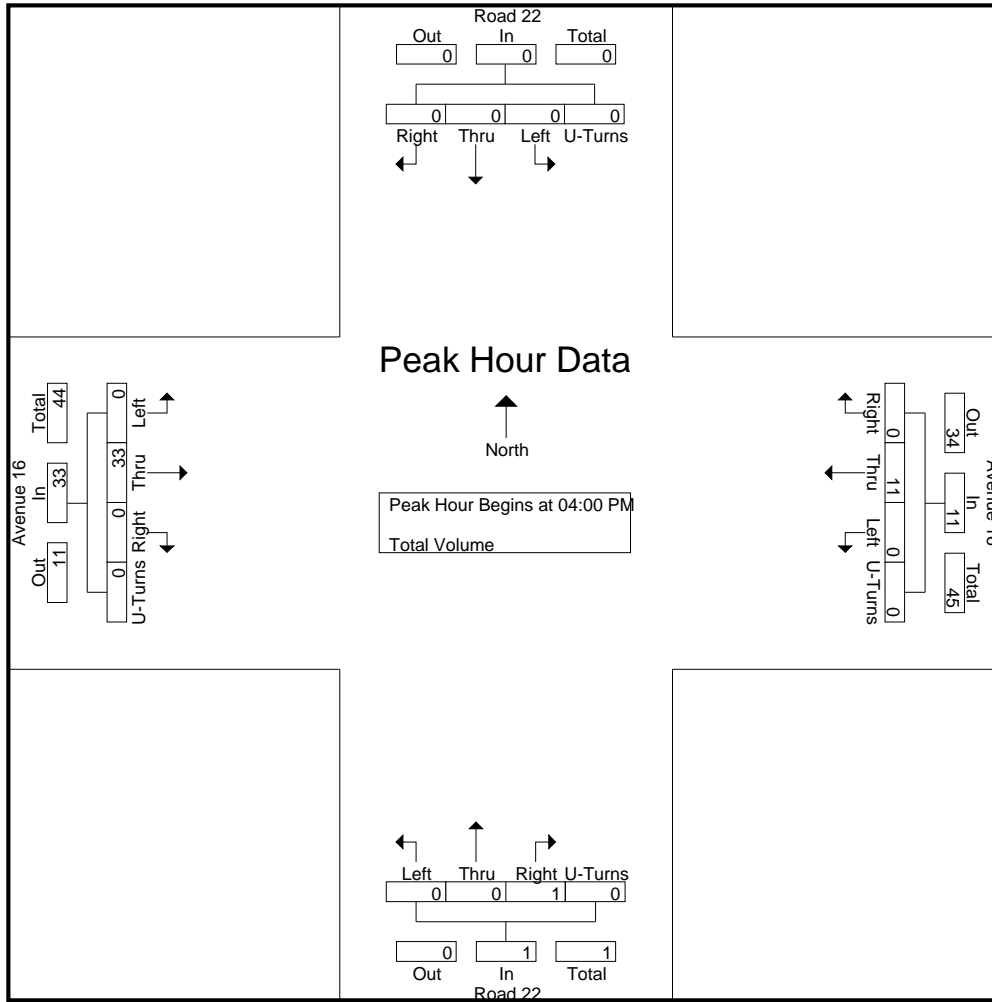 Road 22
Out In Total
0 0 0
0 0 0 0
Right Thru Left U-Turns
Peak Hour Data
North
Peak Hour Begins at 04:00 PM
Total Volume
Avenue 16
Total In Out
44 33 11
0 33 0 0
Left Thru Right U-Turns
Out In Total
34 11 45
0 11 0 0
Right Thru Left U-Turns
Avenue
Left Thru Right U-Turns
0 0 1 0
0 1 1
Out In Total
Road 22